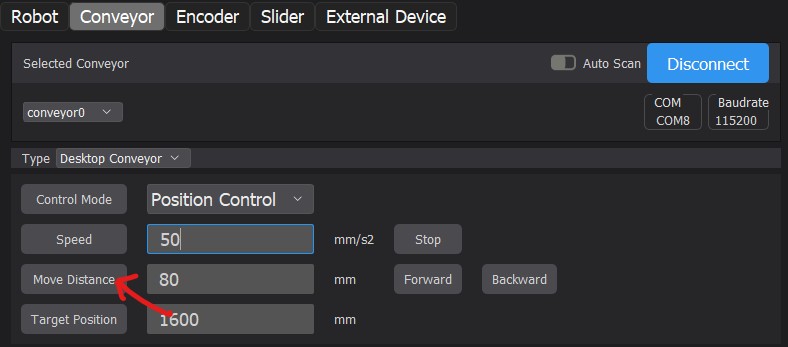 Robot Conveyor Encoder Slider External Device
Selected Conveyor Auto Scan Disconnect
conveyor0 COM COM8 Baudrate 115200
Type Desktop Conveyor
Control Mode Position Control
Speed 50 mm/s2 Stop
Move Distance 80 mm Forward Backward
Target Position 1600 mm